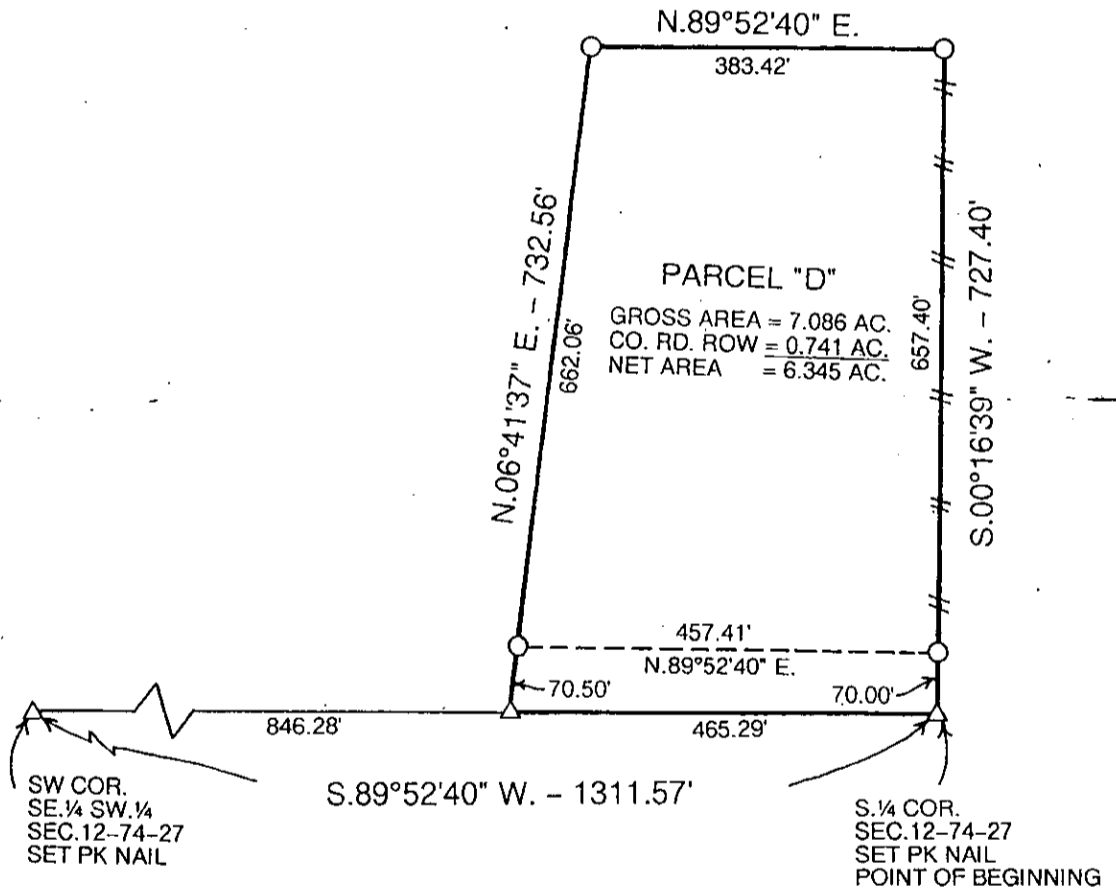 N.89°52'40" E.
383.42'
N.06°41'37" E. – 732.56'
662.06'
PARCEL "D"
GROSS AREA = 7.086 AC.
CO. RD. ROW = 0.741 AC.
NET AREA = 6.345 AC.
657.40'
S.00°16'39" W. – 727.40'
457.41'
N.89°52'40" E.
70.50'
70.00'
846.28'
465.29'
S.89°52'40" W. – 1311.57'
SW COR.
SE.¼ SW.¼
SEC.12–74–27
SET PK NAIL
S.¼ COR.
SEC.12–74–27
SET PK NAIL
POINT OF BEGINNING